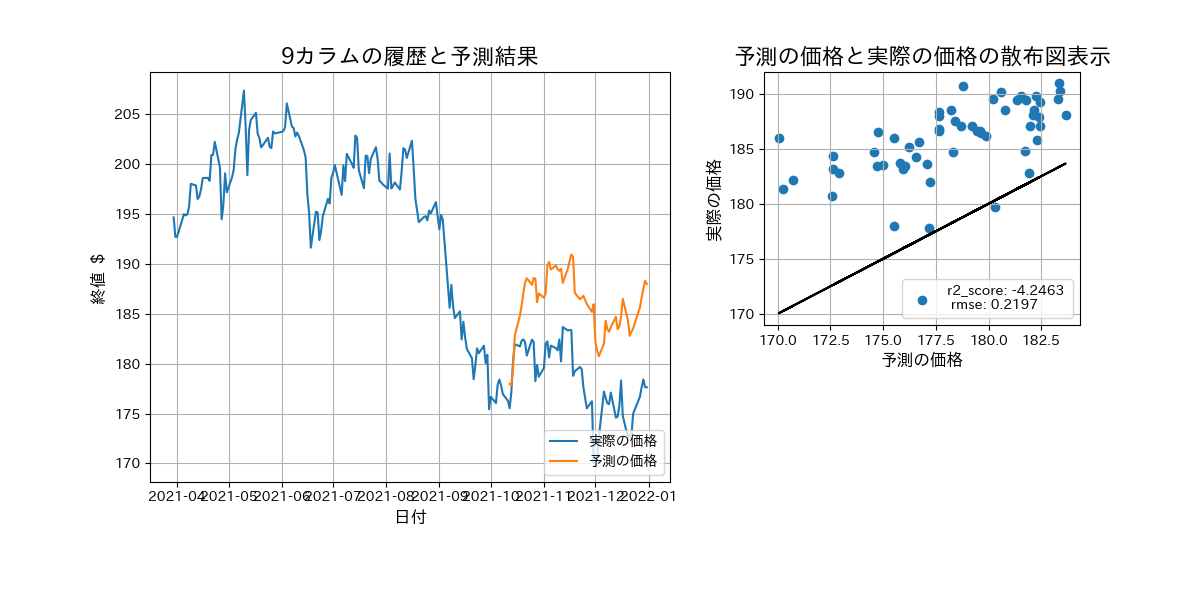 9カラムの履歴と予測結果
終値 $
205
200
195
190
185
180
175
170
2021-04 2021-05 2021-06 2021-07 2021-08 2021-09 2021-10 2021-11 2021-12 2022-01
日付
実際の価格
予測の価格
予測の価格と実際の価格の散布図表示
実際の価格
190
185
180
175
170
170.0 172.5 175.0 177.5 180.0 182.5
予測の価格
r2_score: -4.2463
rmse: 0.2197